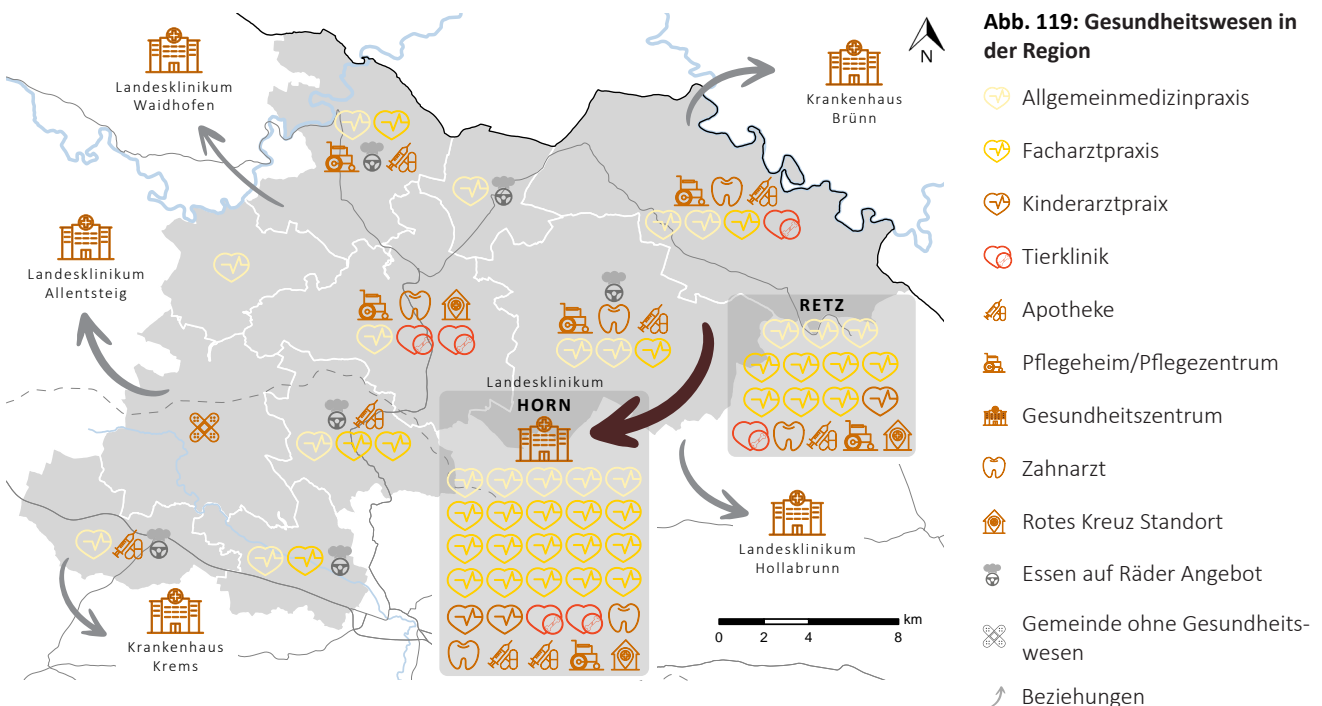 Landesklinikum
Waidhofen
Krankenhaus
Brünn
N
Landesklinikum
Allentsteig
RETZ
Landesklinikum
HORN
Landesklinikum
Hollabrunn
Krankenhaus
Krems
km
0 2 4 8
Abb. 119: Gesundheitswesen in
der Region
Allgemeinmedizinpraxis
Facharztpraxis
Kinderarztpraix
Tierklinik
Apotheke
Pflegeheim/Pflegezentrum
Gesundheitszentrum
Zahnarzt
Rotes Kreuz Standort
Essen auf Räder Angebot
Gemeinde ohne Gesundheits-
wesen
Beziehungen